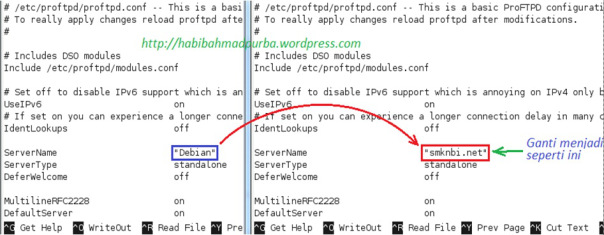 # /etc/proftpd/proftpd.conf -- This is a basi
# To really apply changes reload proftpd afte
#
# Includes DSO modules
Include /etc/proftpd/modules.conf
# Set off to disable IPv6 support which is an
UseIPv6 on
# If set on you can experience a longer conne
IdentLookups off
ServerName "Debian"
ServerType standalone
DeferWelcome off
MultilineRFC2228 on
DefaultServer on
^G Get Help ^O WriteOut ^R Read File ^Y Pre
# /etc/proftpd/proftpd.conf -- This is a basic ProFTPD configuratio
# To really apply changes reload proftpd after modifications.
#
http://habibahmadpurba.wordpress.com
# Includes DSO modules
Include /etc/proftpd/modules.conf
# Set off to disable IPv6 support which is annoying on IPv4 only b
UseIPv6 on
# If set on you can experience a longer connection delay in many c
IdentLookups off
ServerName "smknbi.net"
Ganti menjadi
seperti ini
ServerType standalone
DeferWelcome off
MultilineRFC2228 on
DefaultServer on
^G Get Help ^O WriteOut ^R Read File ^Y Prev Page ^K Cut Text ^C